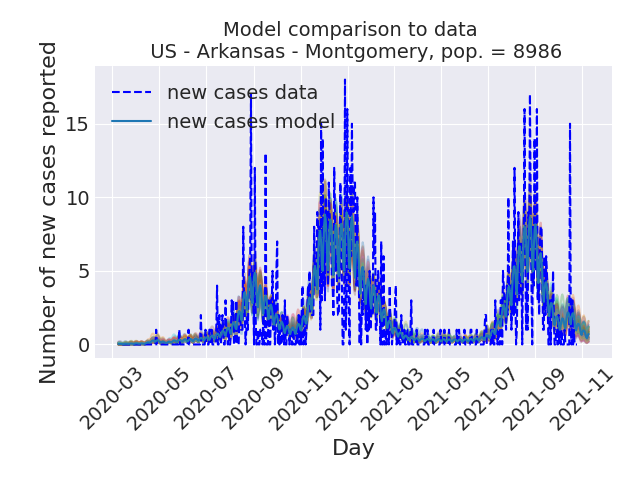 Model comparison to data
US - Arkansas - Montgomery, pop. = 8986
new cases data
new cases model
Number of new cases reported
15
10
5
0
2020-03
2020-05
2020-07
2020-09
2020-11
2021-01
2021-03
2021-05
2021-07
2021-09
2021-11
Day